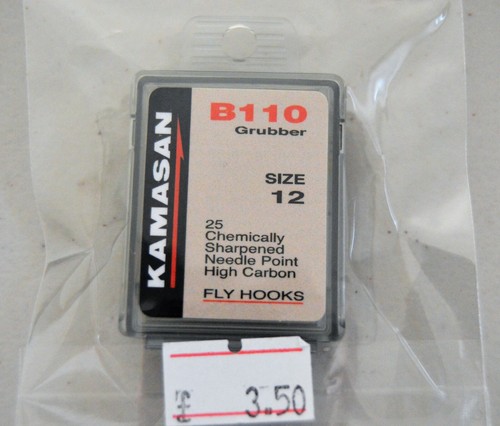 KAMASAN
B110
Grubber
SIZE
12
25
Chemically
Sharpened
Needle Point
High Carbon
FLY HOOKS
£ 3.50